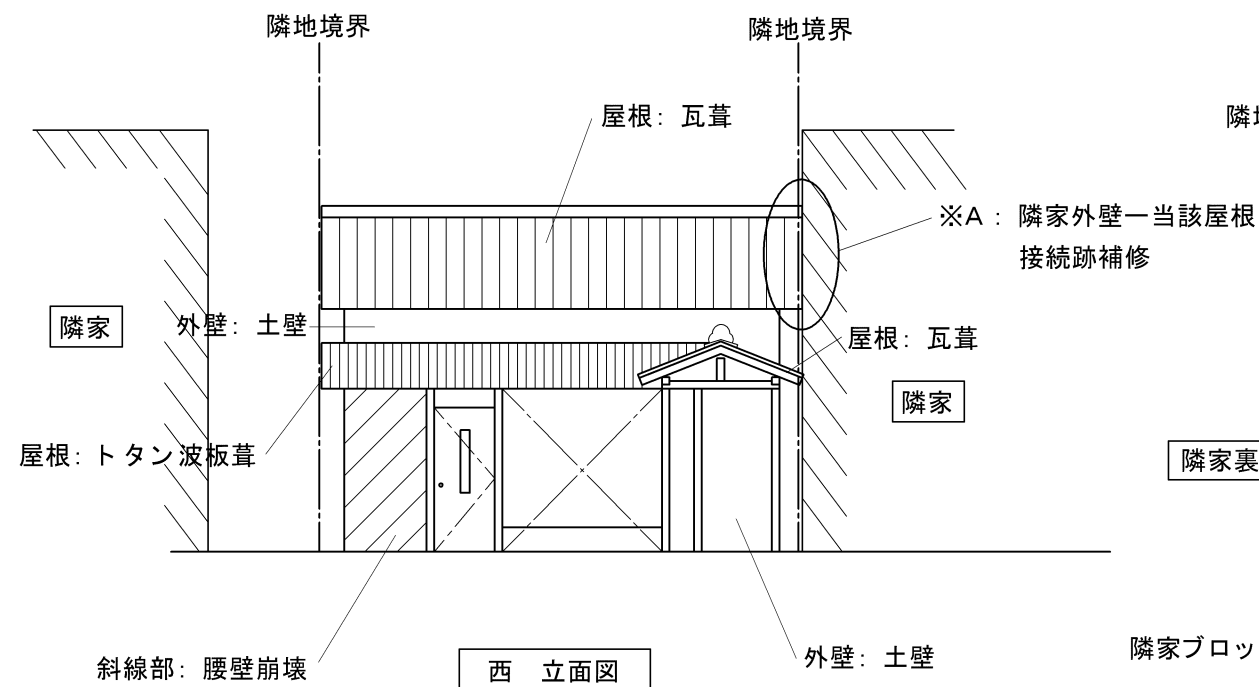 隣地境界
隣地境界
屋根: 瓦葺
隣地
※A : 隣家外壁ー当該屋根
接続跡補修
隣家
外壁: 土壁
屋根: 瓦葺
隣家
屋根: トタン波板葺
隣家裏
斜線部: 腰壁崩壊
西 立面図
外壁: 土壁
隣家ブロッ